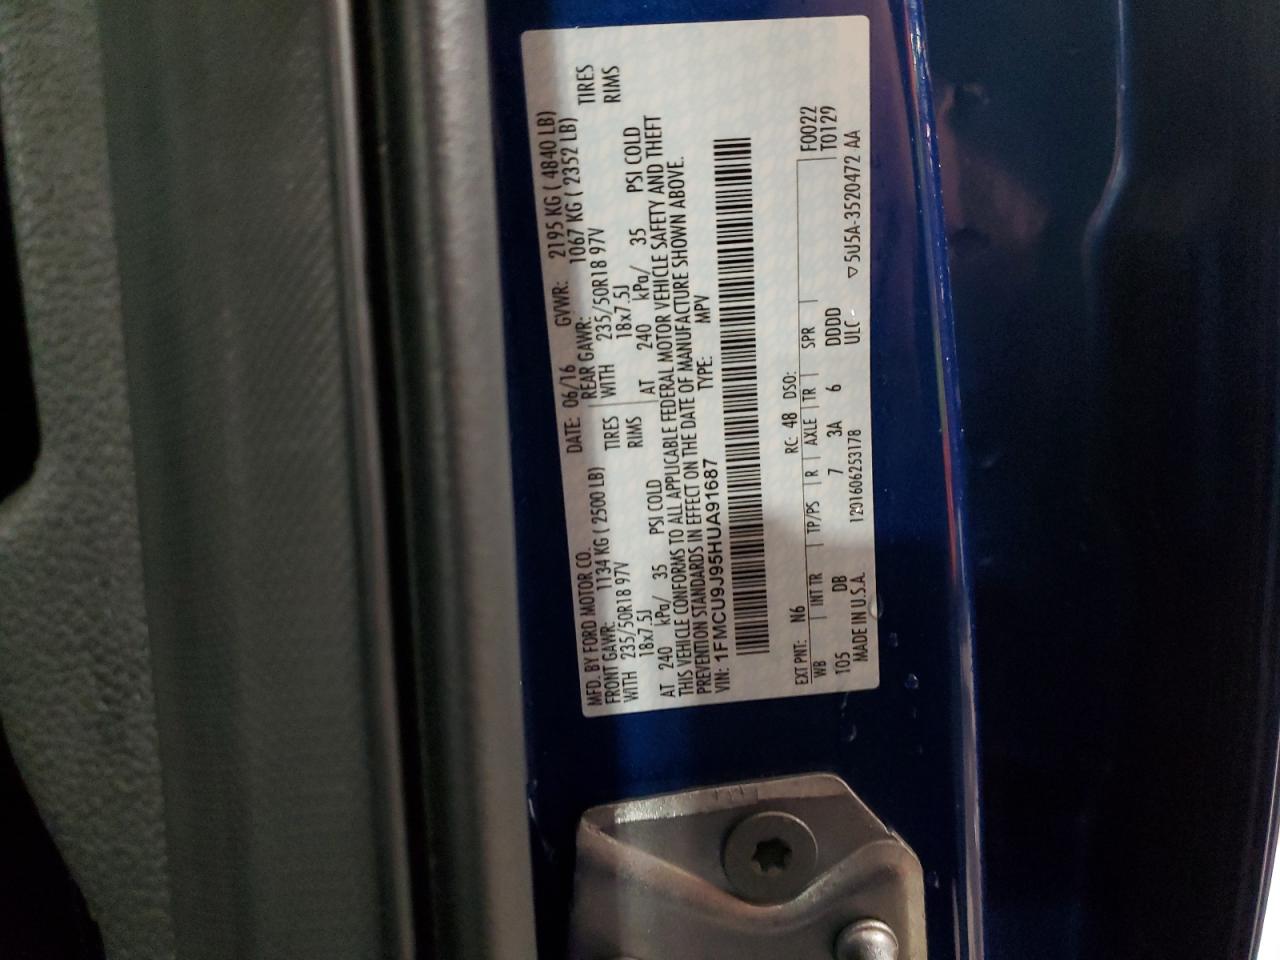 MFD. BY FORD MOTOR CO.
DATE: 06/16 GVWR: 2195 KG ( 4840 LB)
FRONT GAWR: 1134 KG ( 2500 LB) REAR GAWR: 1067 KG ( 2352 LB)
WITH 235/50R18 97V TIRES WITH 235/50R18 97V TIRES
18x7.5J RIMS 18x7.5J RIMS
AT 240 kPa/ 35 PSI COLD AT 240 kPa/ 35 PSI COLD
THIS VEHICLE CONFORMS TO ALL APPLICABLE FEDERAL MOTOR VEHICLE SAFETY AND THEFT
PREVENTION STANDARDS IN EFFECT ON THE DATE OF MANUFACTURE SHOWN ABOVE.
VIN: 1FMCU9J95HUA91687 TYPE: MPV
EXT PNT: N6 RC: 48 DSO: F0022
WB INT TR TP/PS R AXLE TR SPR T0129
105 DB 7 3A 6 DDDD
MADE IN U.S.A. 1201606253178 ULC ▽5U5A-3520472 AA